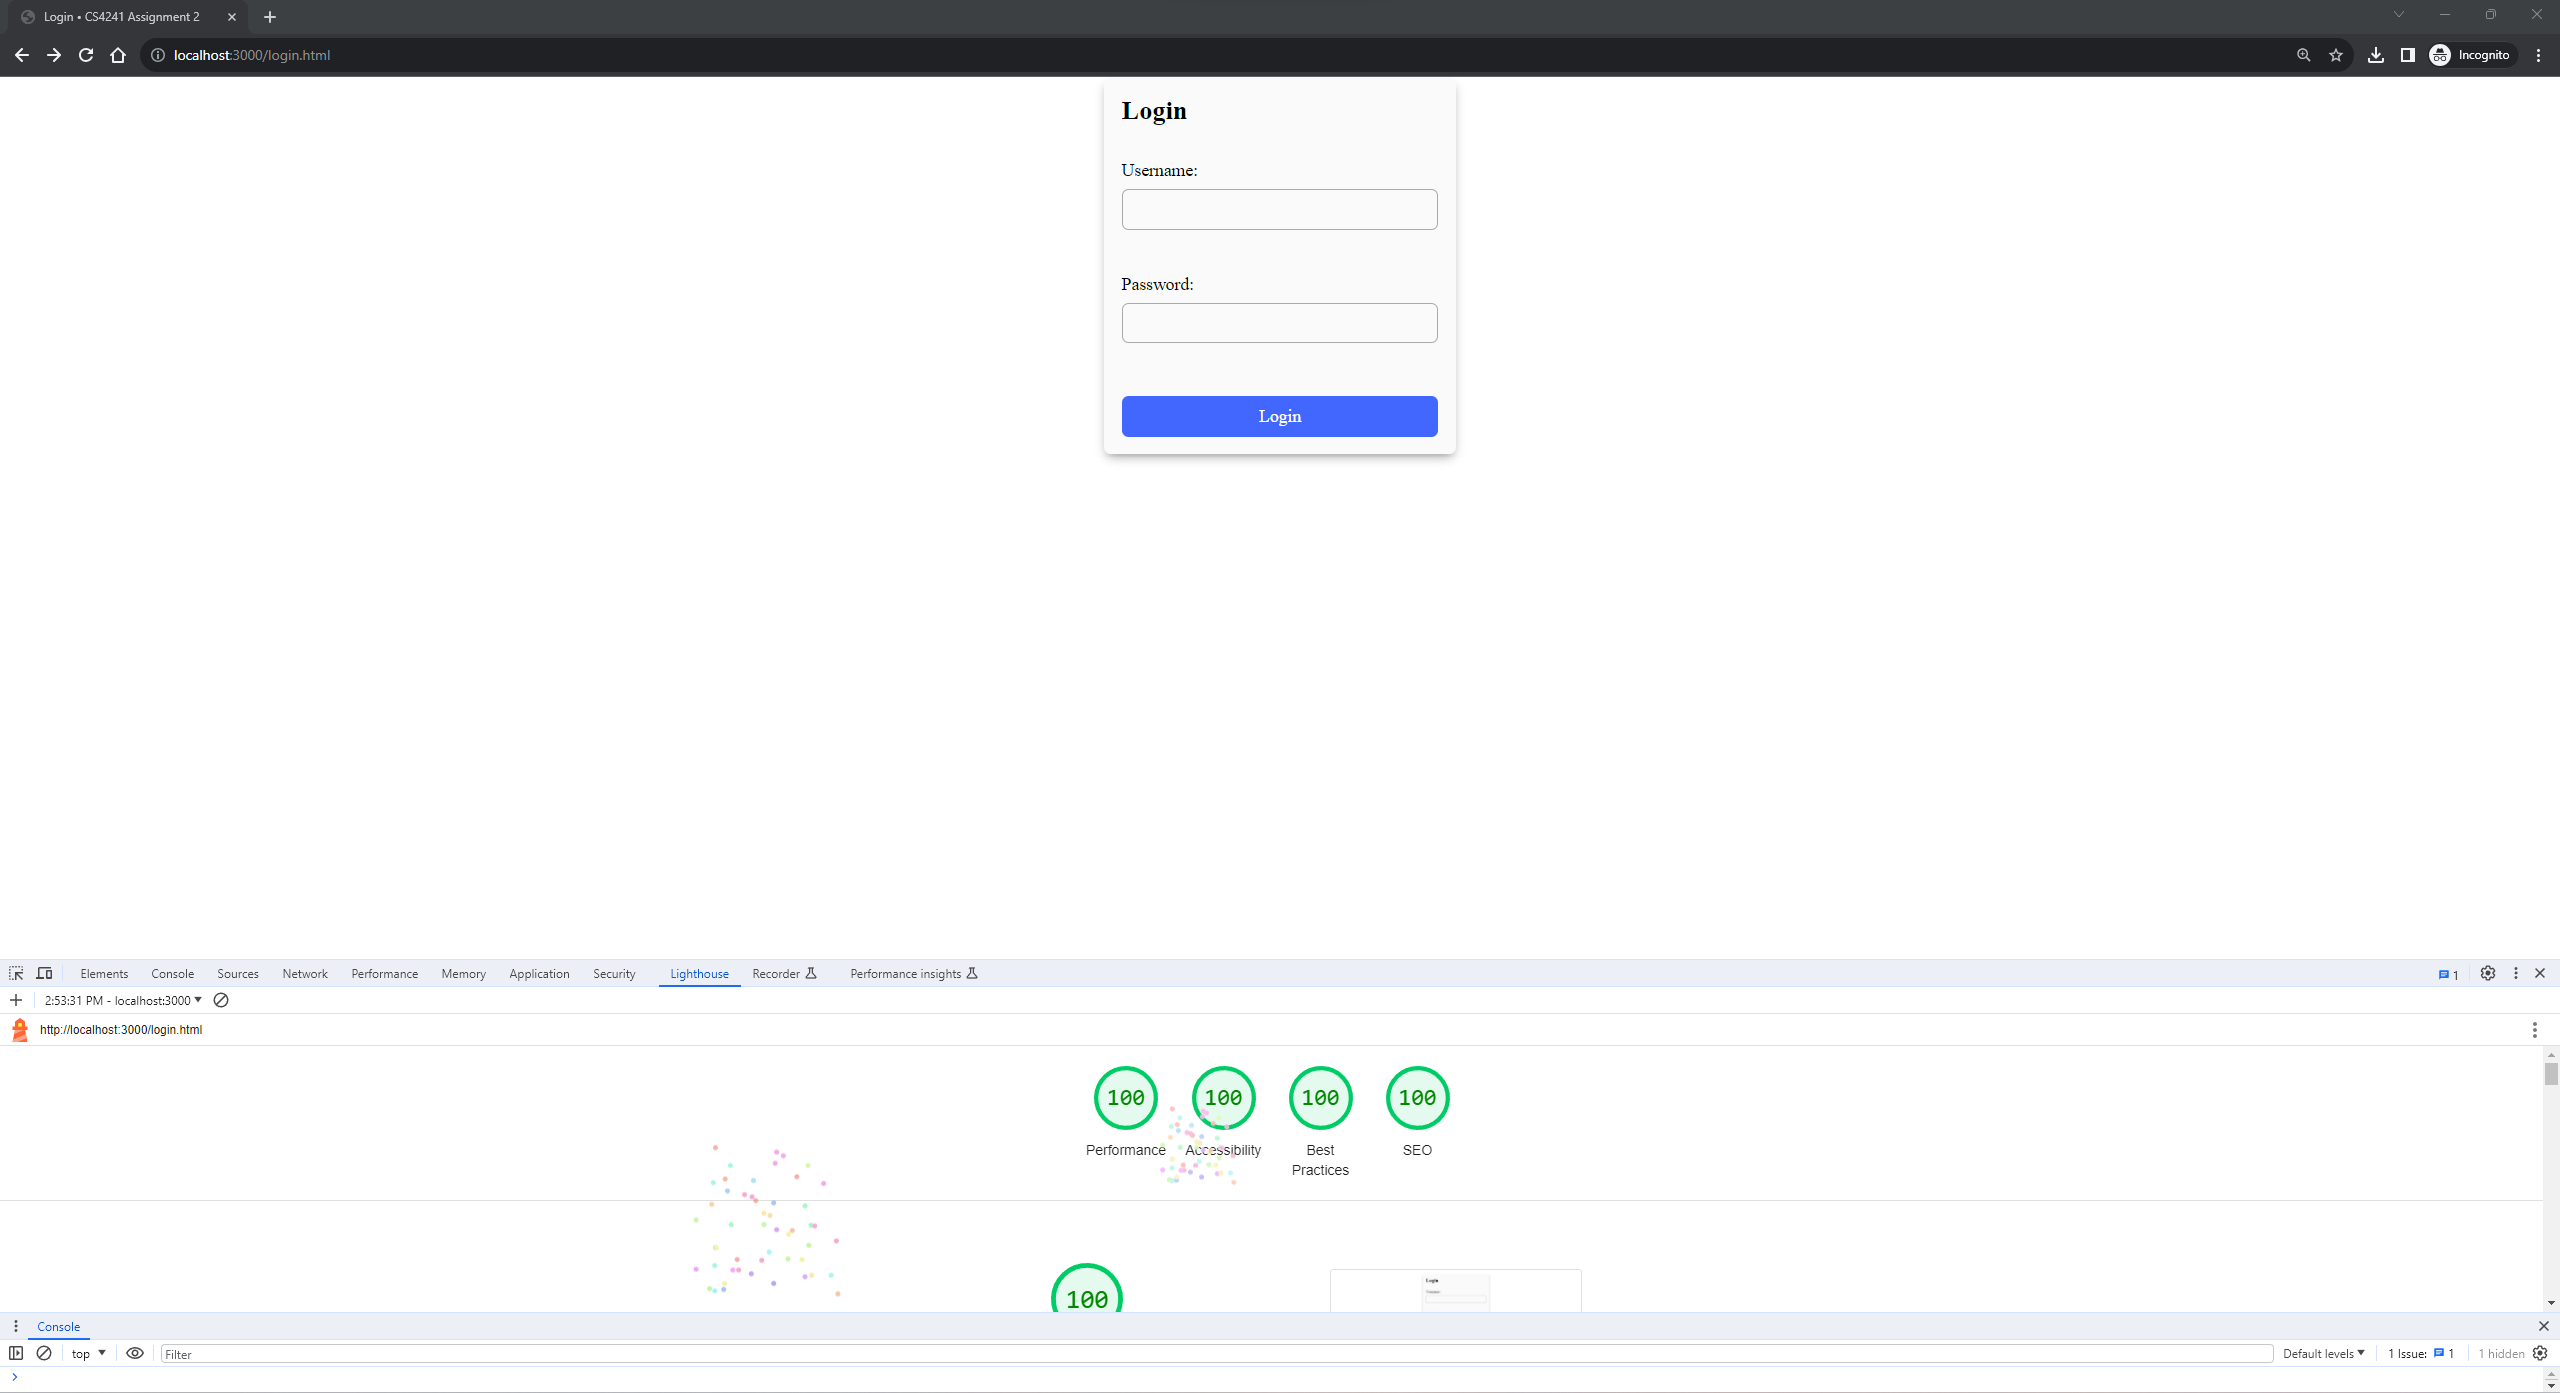 Login • CS4241 Assignment 2
localhost:3000/login.html
Incognito
Login
Username:
Password:
Login
Elements Console Sources Network Performance Memory Application Security Lighthouse Recorder Performance insights 1
2:53:31 PM - localhost:3000
http://localhost:3000/login.html
100 100 100 100
Performance Accessibility Best Practices SEO
100
Login
Console
top Filter Default levels 1 Issue: 1 1 hidden